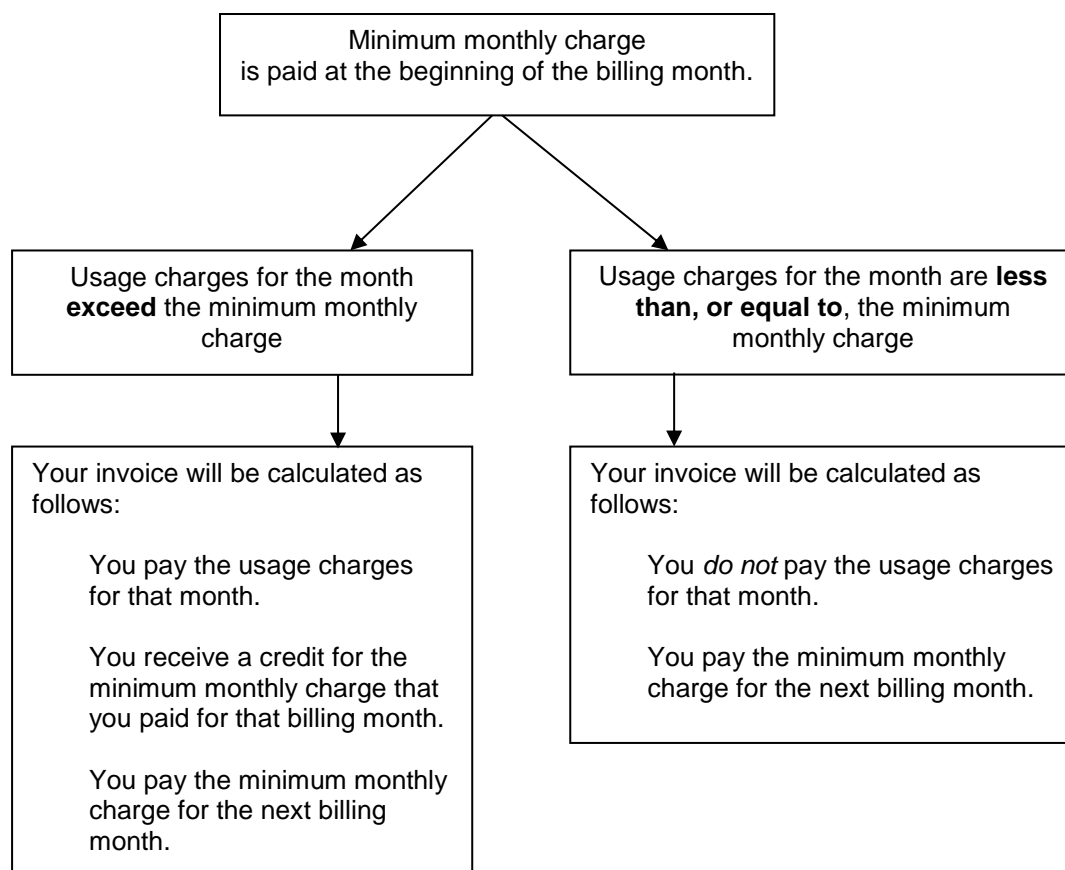 Minimum monthly charge
is paid at the beginning of the billing month.
Usage charges for the month
exceed the minimum monthly
charge
Usage charges for the month are less
than, or equal to, the minimum
monthly charge
Your invoice will be calculated as
follows:
You pay the usage charges
for that month.
You receive a credit for the
minimum monthly charge that
you paid for that billing month.
You pay the minimum monthly
charge for the next billing
month.
Your invoice will be calculated as
follows:
You do not pay the usage charges
for that month.
You pay the minimum monthly
charge for the next billing month.